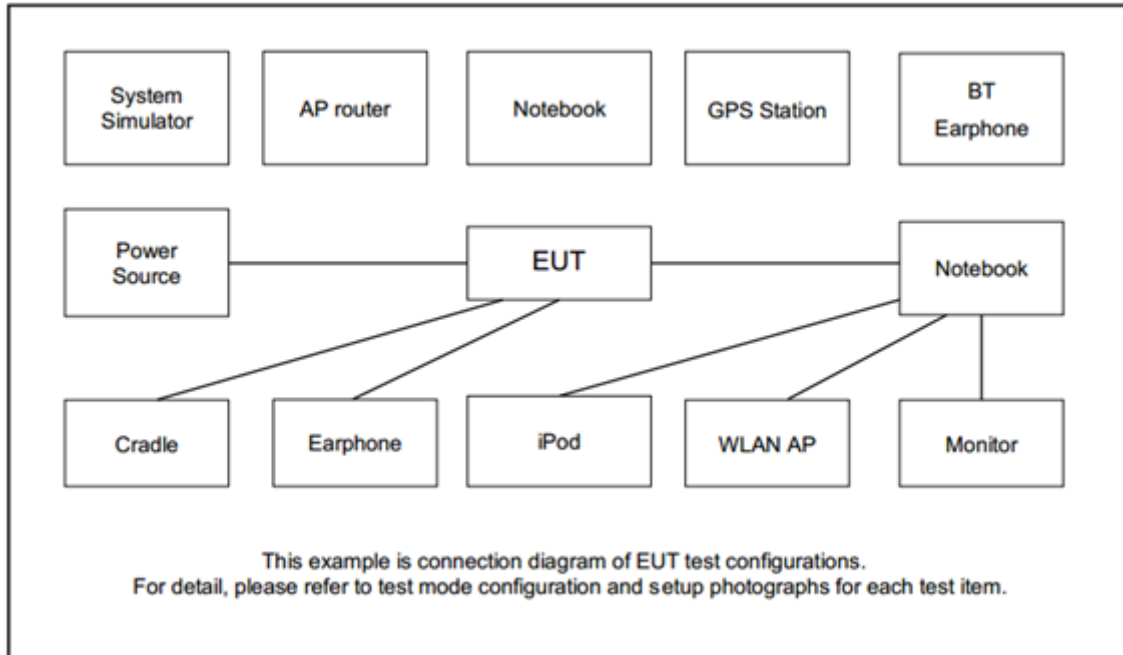 System
Simulator
AP router
Notebook
GPS Station
BT
Earphone
Power
Source
EUT
Notebook
Cradle
Earphone
iPod
WLAN AP
Monitor
This example is connection diagram of EUT test configurations.
For detail, please refer to test mode configuration and setup photographs for each test item.